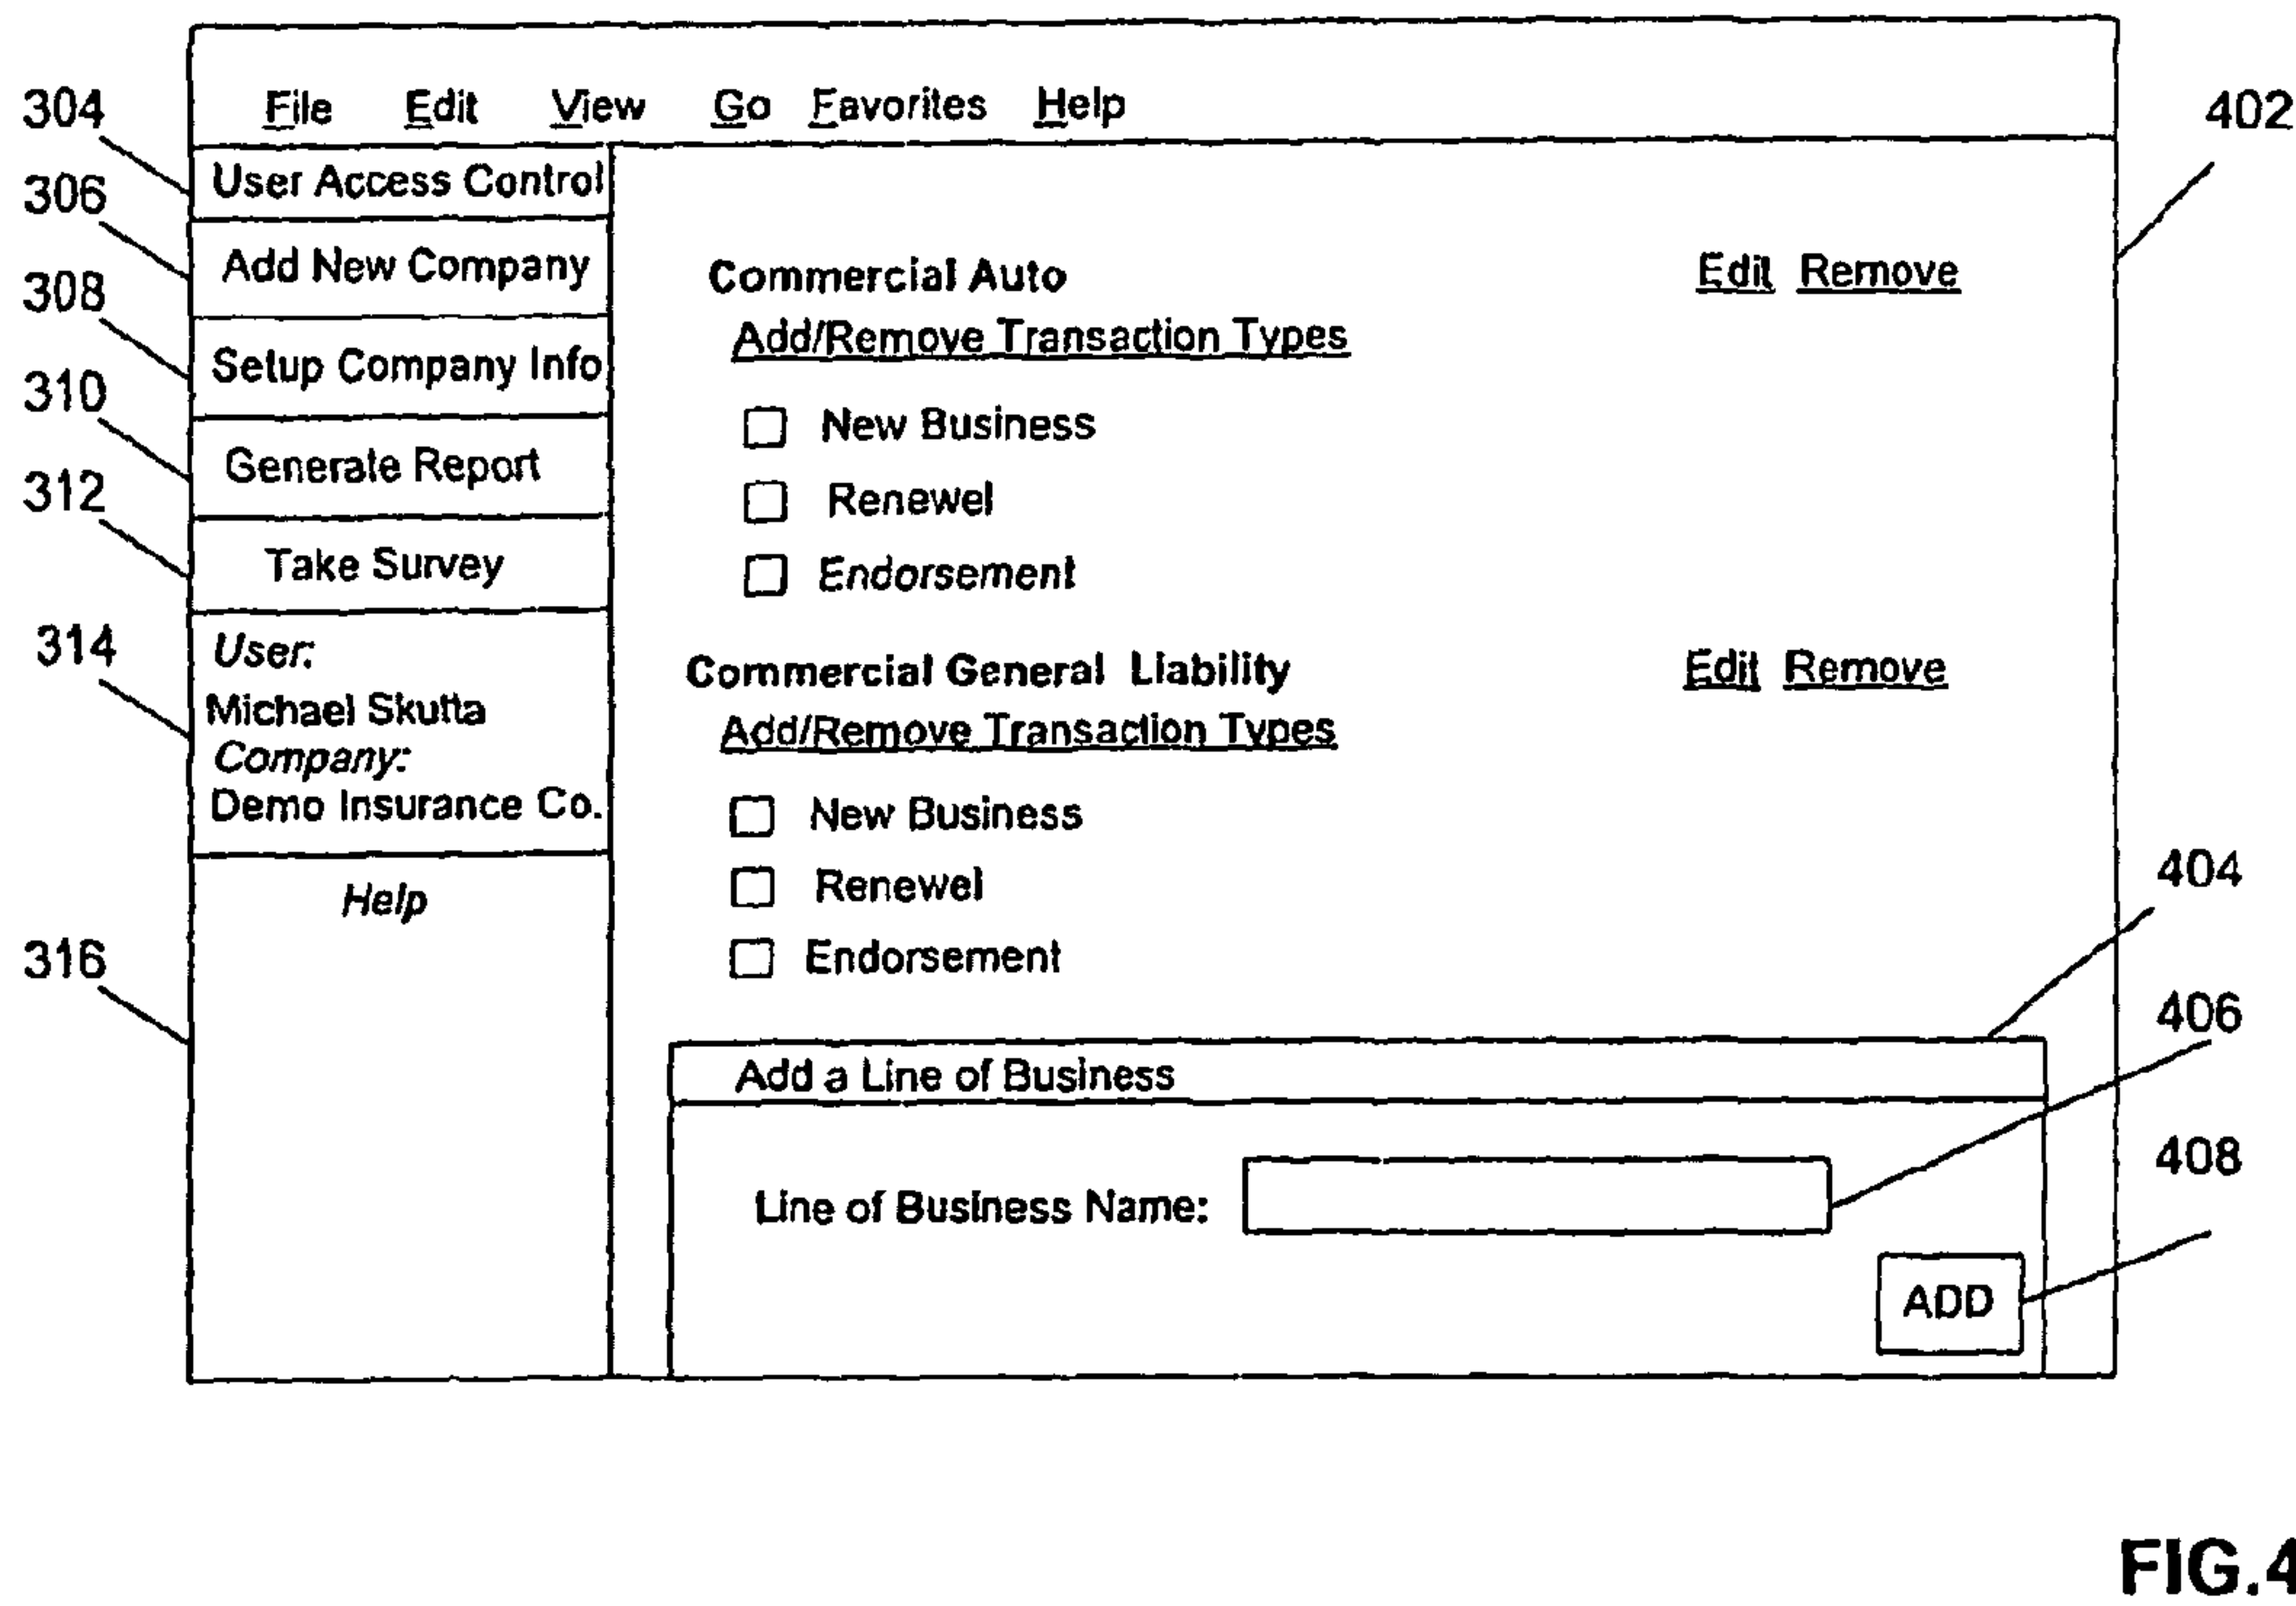 File Edit View Go Favorites Help
304
306
308
310
312
314
316
User Access Control
Add New Company
Setup Company Info
Generate Report
Take Survey
User:
Michael Skutta
Company:
Demo Insurance Co.
Help
402
Commercial Auto Edit Remove
Add/Remove Transaction Types
New Business
Renewel
Endorsement
Commercial General Liability Edit Remove
Add/Remove Transaction Types
New Business
Renewel
Endorsement
404
406
408
Add a Line of Business
Line of Business Name:
ADD
FIG.4